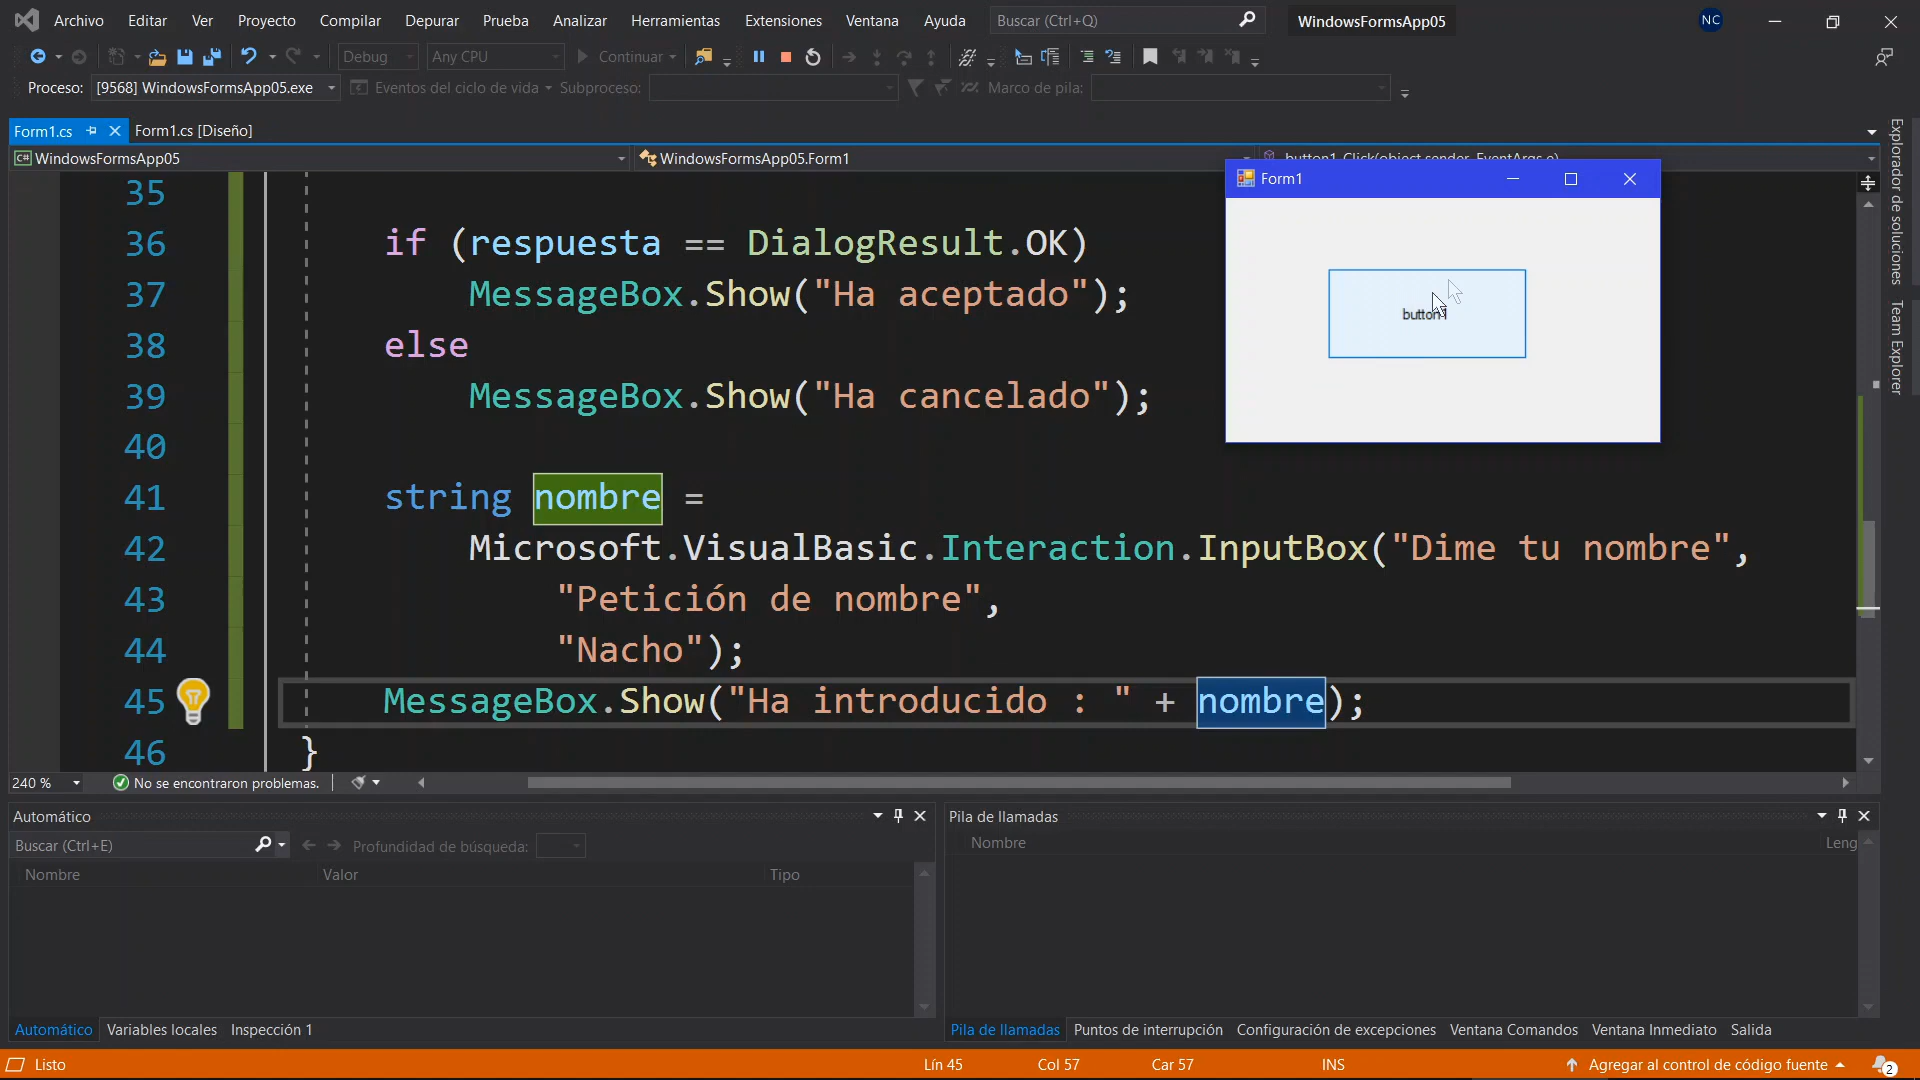 Archivo Editar Ver Proyecto Compilar Depurar Prueba Analizar Herramientas Extensiones Ventana Ayuda Buscar (Ctrl+Q) WindowsFormsApp05 NC
Debug Any CPU Continuar
Proceso: [9568] WindowsFormsApp05.exe Eventos del ciclo de vida Subproceso: Marco de pila:
Form1.cs Form1.cs [Diseño]
C# WindowsFormsApp05 WindowsFormsApp05.Form1 button1_Click(object sender, EventArgs e)
Form1
button1
35
36 if (respuesta == DialogResult.OK)
37 MessageBox.Show("Ha aceptado");
38 else
39 MessageBox.Show("Ha cancelado");
40
41 string nombre =
42 Microsoft.VisualBasic.Interaction.InputBox("Dime tu nombre",
43 "Petición de nombre",
44 "Nacho");
45 MessageBox.Show("Ha introducido : " + nombre);
46 }
Explorador de soluciones
Team Explorer
240 % No se encontraron problemas.
Automático
Buscar (Ctrl+E) Profundidad de búsqueda:
Nombre Valor Tipo
Automático Variables locales Inspección 1
Pila de llamadas
Nombre Leng
Pila de llamadas Puntos de interrupción Configuración de excepciones Ventana Comandos Ventana Inmediato Salida
Listo Lín 45 Col 57 Car 57 INS Agregar al control de código fuente 2